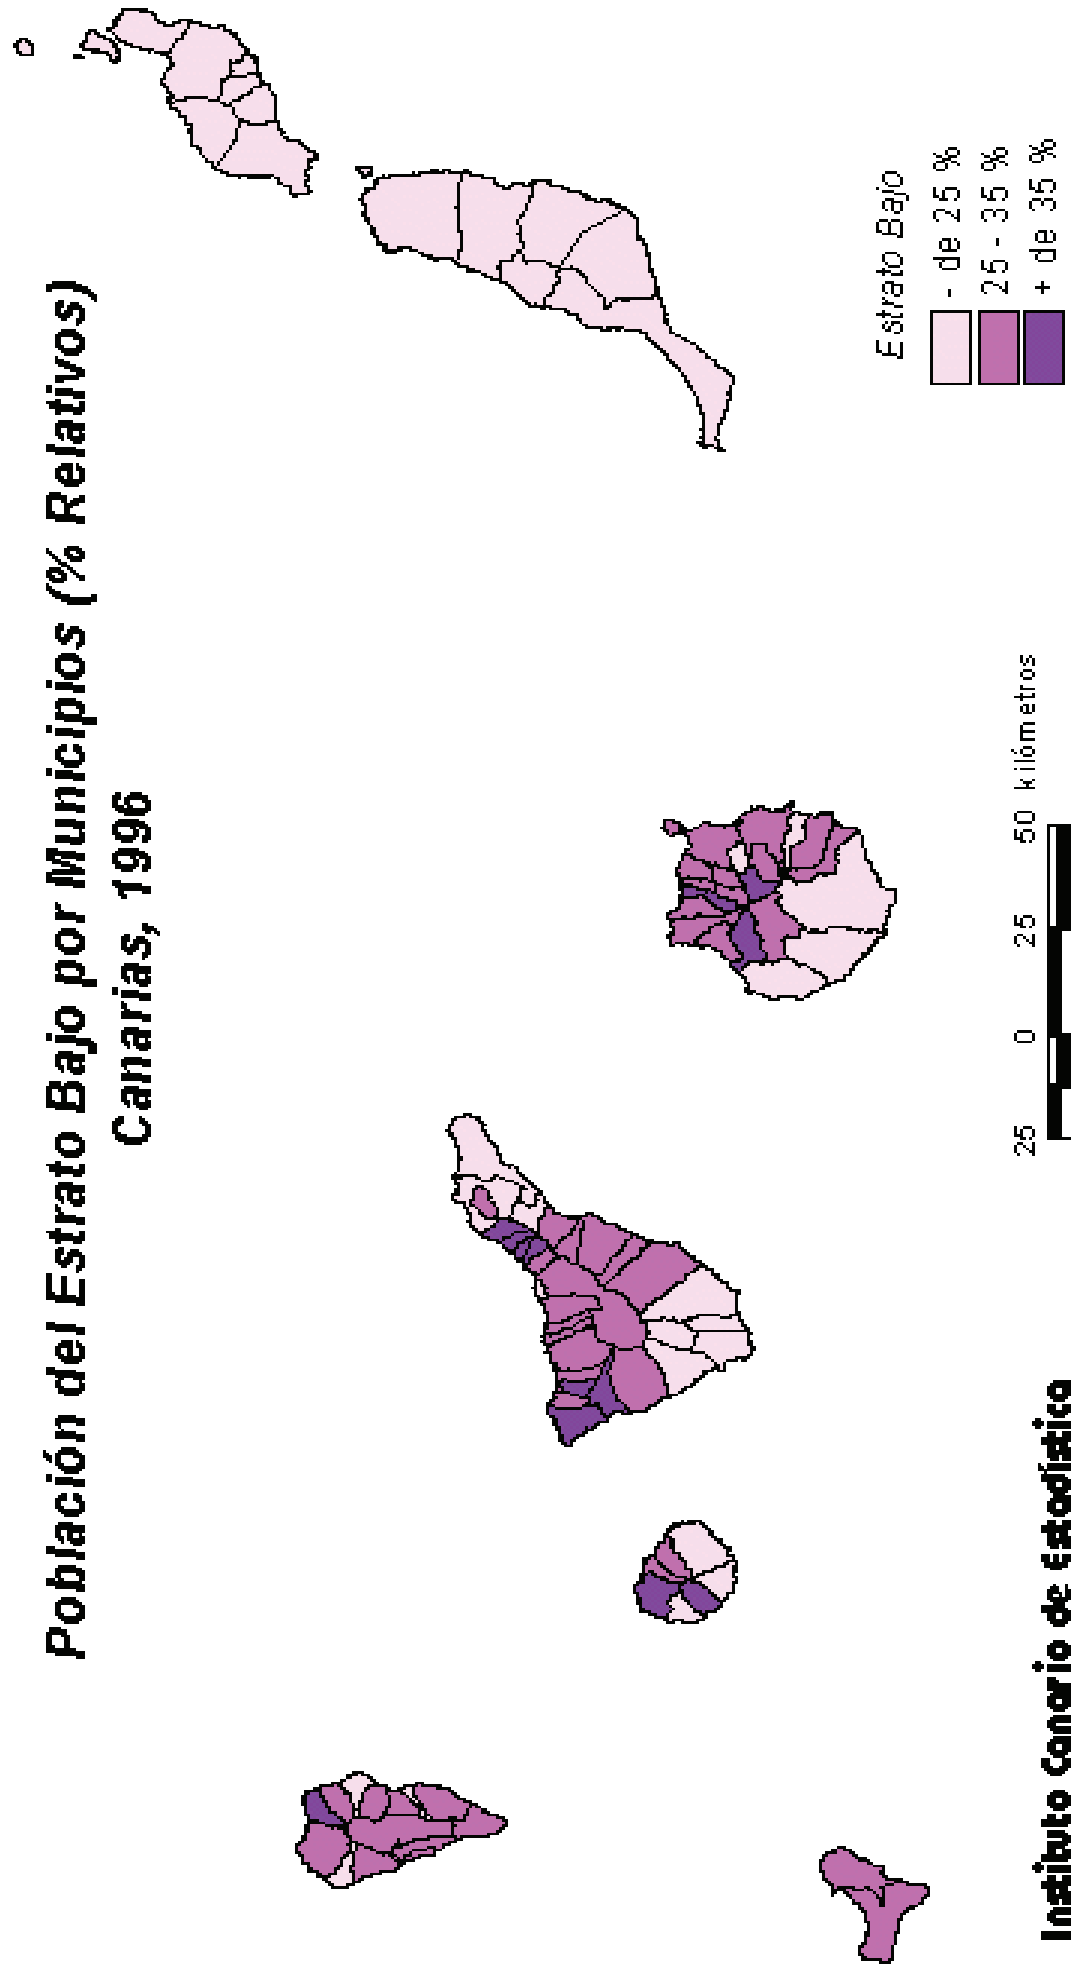 Población del Estrato Bajo por Municipios (% Relativos)
Canarias, 1996
Estrato Bajo
- de 25 %
25 - 35 %
+ de 35 %
25 0 25 50 kilómetros
Instituto Canario de Estadística